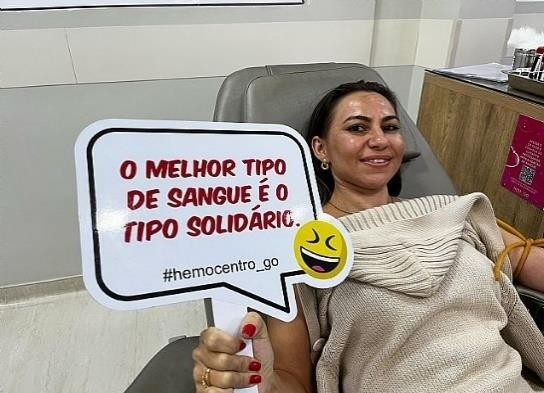 O MELHOR TIPO
DE SANGUE É O
TIPO SOLIDÁRIO.
#hemocentro_go